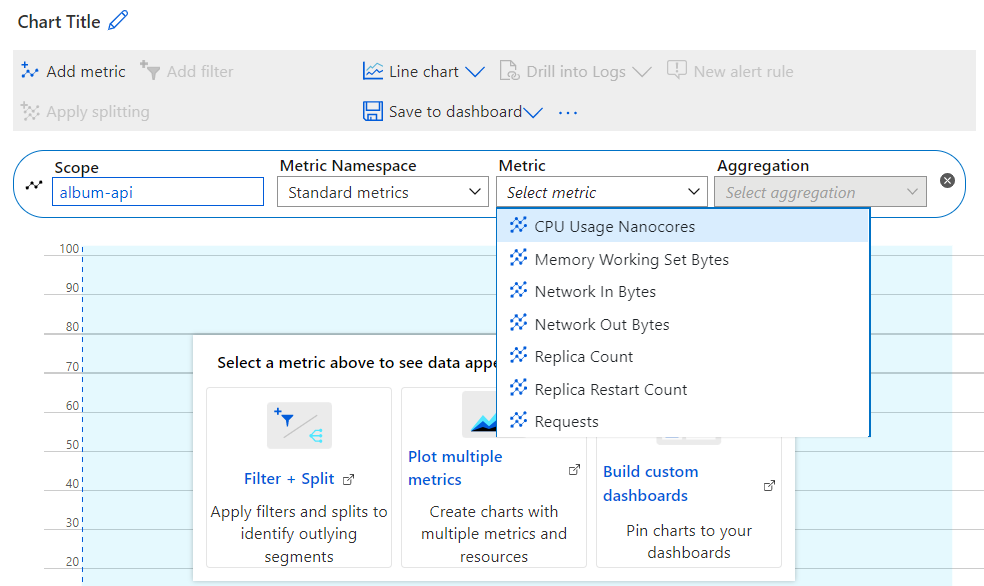 Chart Title
Add metric
Add filter
Line chart
Drill into Logs
New alert rule
Apply splitting
Save to dashboard
...
Scope
Metric Namespace
Metric
Aggregation
album-api
Standard metrics
Select metric
Select aggregation
CPU Usage Nanocores
Memory Working Set Bytes
Network In Bytes
Network Out Bytes
Replica Count
Replica Restart Count
Requests
100
90
80
70
60
50
40
30
20
Select a metric above to see data
Filter + Split
Apply filters and splits to
identify outlying
segments
Plot multiple
metrics
Create charts with
multiple metrics and
resources
Build custom
dashboards
Pin charts to your
dashboards